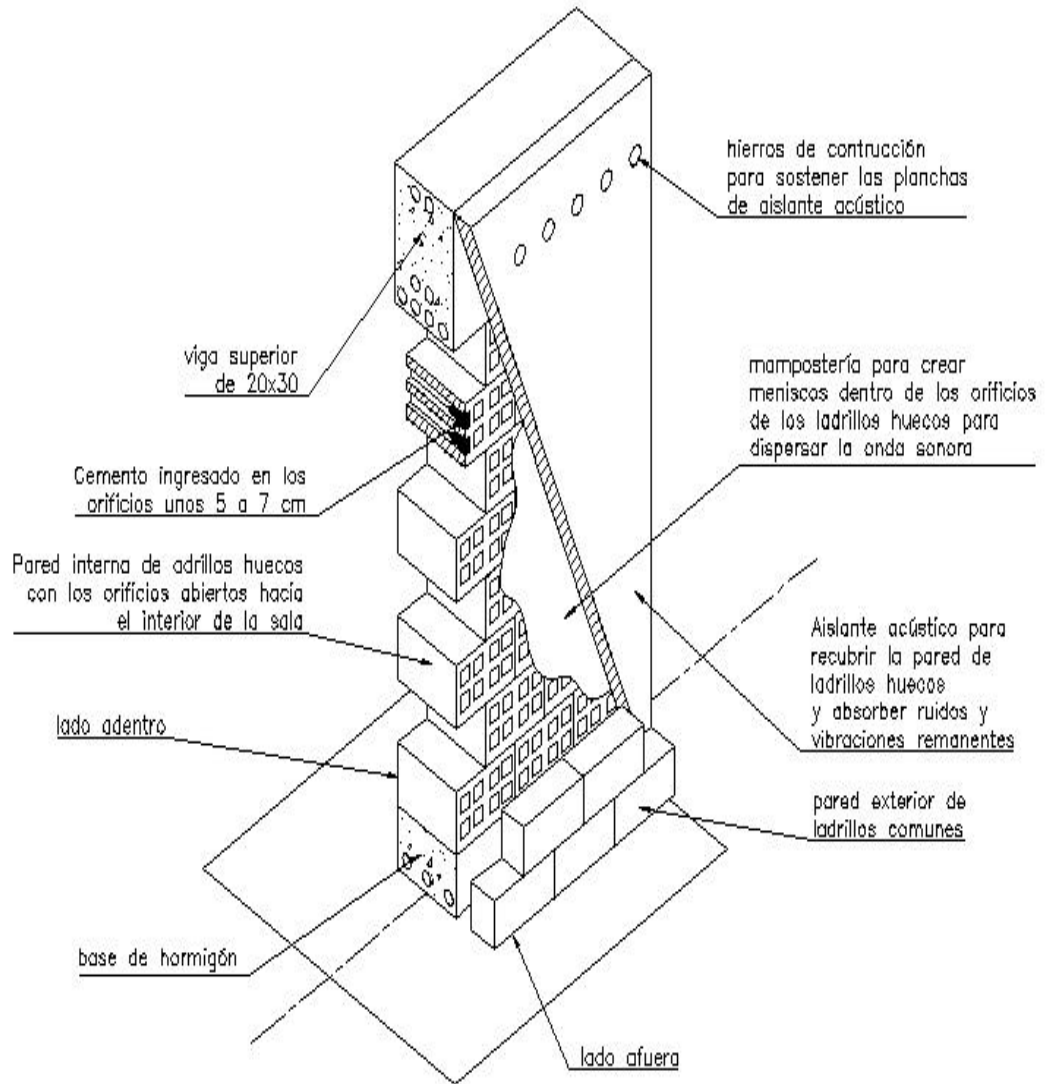 hierros de contrucción
para sostener las planchas
de aislante acústico
viga superior
de 20x30
mampostería para crear
meniscos dentro de los orificios
de los ladrillos huecos para
dispersar la onda sonora
Cemento ingresado en los
orificios unos 5 a 7 cm
Pared interna de adrillos huecos
con los orificios abiertos hacia
el interior de la sala
Aislante acústico para
recubrir la pared de
ladrillos huecos
y absorber ruidos y
vibraciones remanentes
lado adentro
pared exterior de
ladrillos comunes
base de hormigón
lado afuera